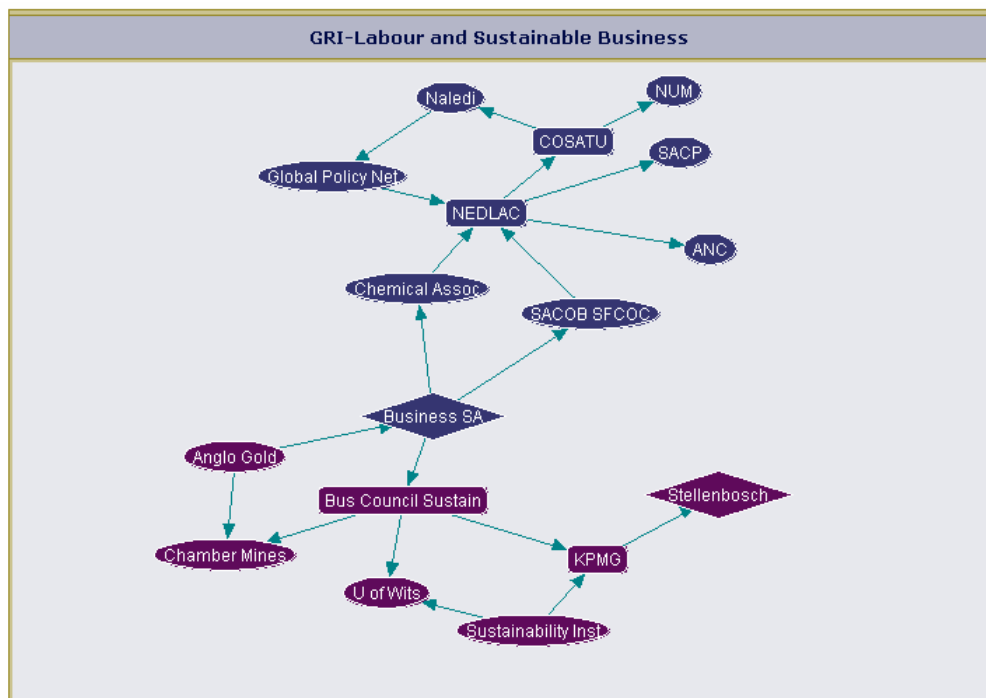 GRI-Labour and Sustainable Business
Naledi
NUM
COSATU
SACP
Global Policy Net
NEDLAC
ANC
Chemical Assoc
SACOB SFCOC
Business SA
Anglo Gold
Stellenbosch
Bus Council Sustain
Chamber Mines
KPMG
U of Wits
Sustainability Inst